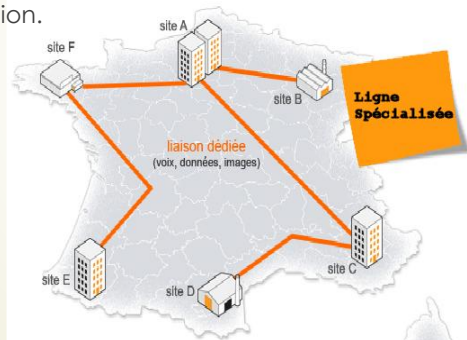 ion.
site A
site F
site B
Ligne
Spécialisée
liaison dédiée
(voix, données, images)
site C
site E
site D